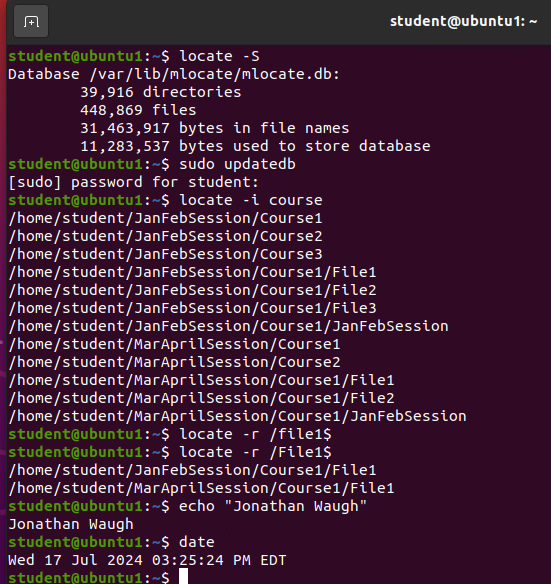 student@ubuntu1: ~
student@ubuntu1:~$ locate -S
Database /var/lib/mlocate/mlocate.db:
        39,916 directories
        448,869 files
        31,463,917 bytes in file names
        11,283,537 bytes used to store database
student@ubuntu1:~$ sudo updatedb
[sudo] password for student:
student@ubuntu1:~$ locate -i course
/home/student/JanFebSession/Course1
/home/student/JanFebSession/Course2
/home/student/JanFebSession/Course3
/home/student/JanFebSession/Course1/File1
/home/student/JanFebSession/Course1/File2
/home/student/JanFebSession/Course1/File3
/home/student/JanFebSession/Course1/JanFebSession
/home/student/MarAprilSession/Course1
/home/student/MarAprilSession/Course2
/home/student/MarAprilSession/Course1/File1
/home/student/MarAprilSession/Course1/File2
/home/student/MarAprilSession/Course1/JanFebSession
student@ubuntu1:~$ locate -r /file1$
student@ubuntu1:~$ locate -r /File1$
/home/student/JanFebSession/Course1/File1
/home/student/MarAprilSession/Course1/File1
student@ubuntu1:~$ echo "Jonathan Waugh"
Jonathan Waugh
student@ubuntu1:~$ date
Wed 17 Jul 2024 03:25:24 PM EDT
student@ubuntu1:~$